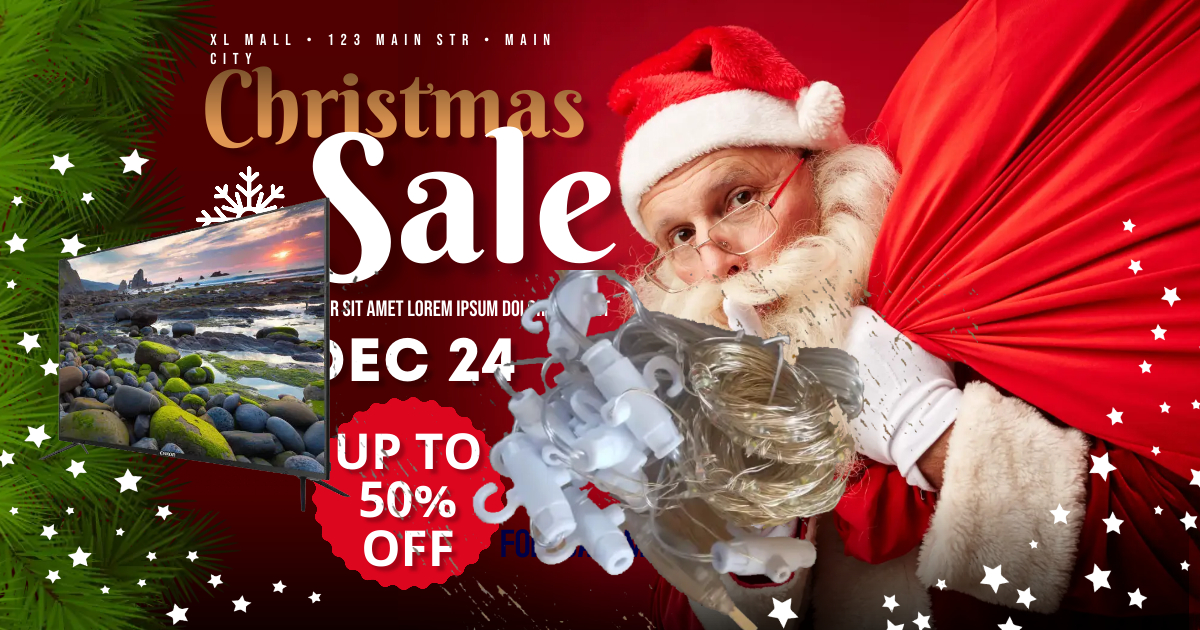 XL MALL • 123 MAIN STR • MAIN
CITY
Christmas
Sale
R SIT AMET LOREM IPSUM
DEC 24
UP TO
50%
OFF